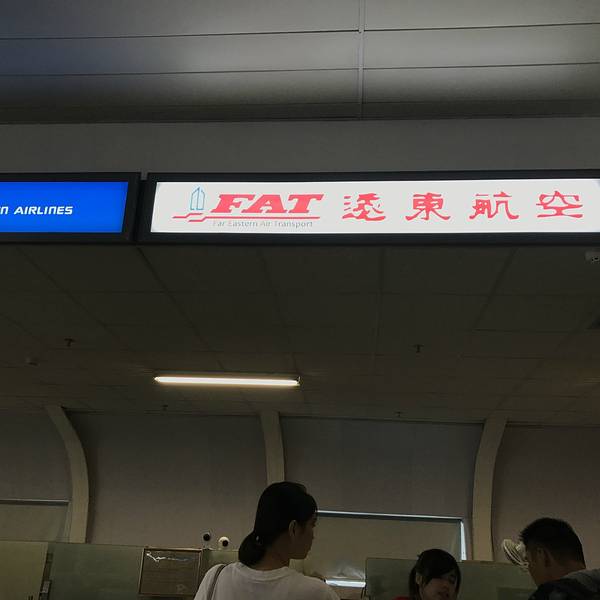 AIRLINES
FAT 遠東航空
Far Eastern Air Transport